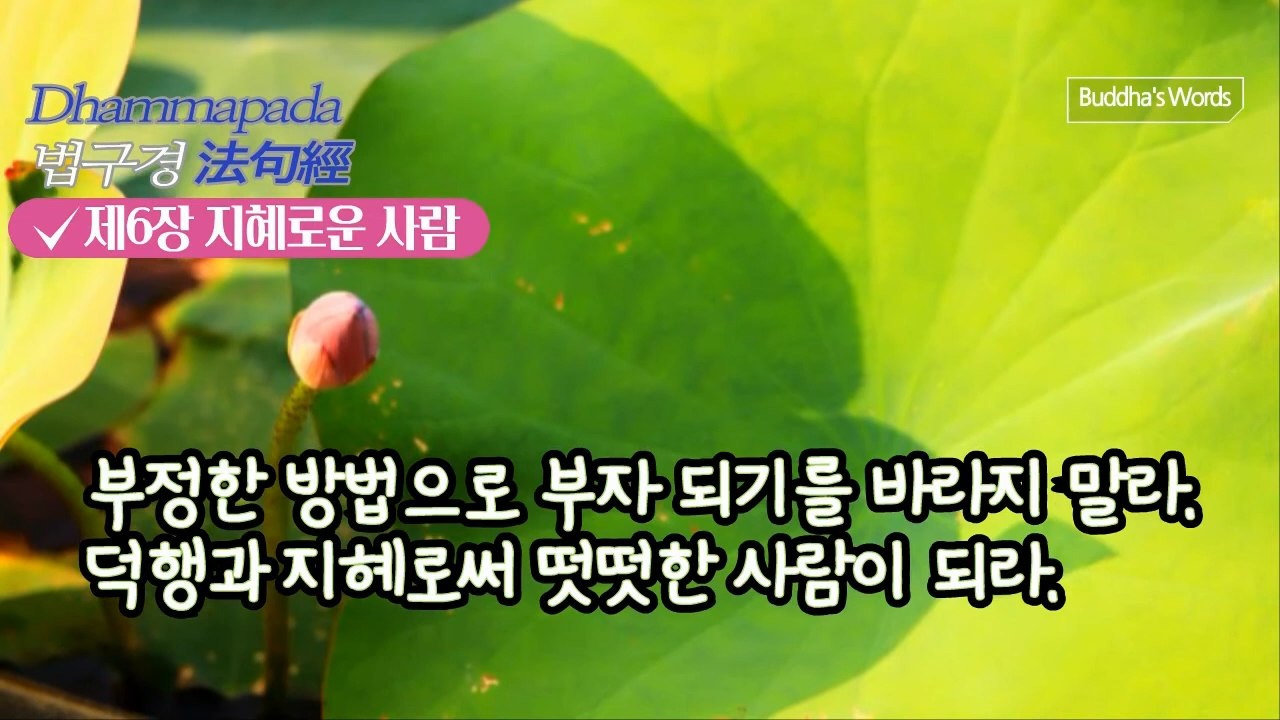 Dhammapada
법구경 法句經
제6장 지혜로운 사람
Buddha's Words
부정한 방법으로 부자 되기를 바라지 말라.
덕행과 지혜로써 떳떳한 사람이 되라.